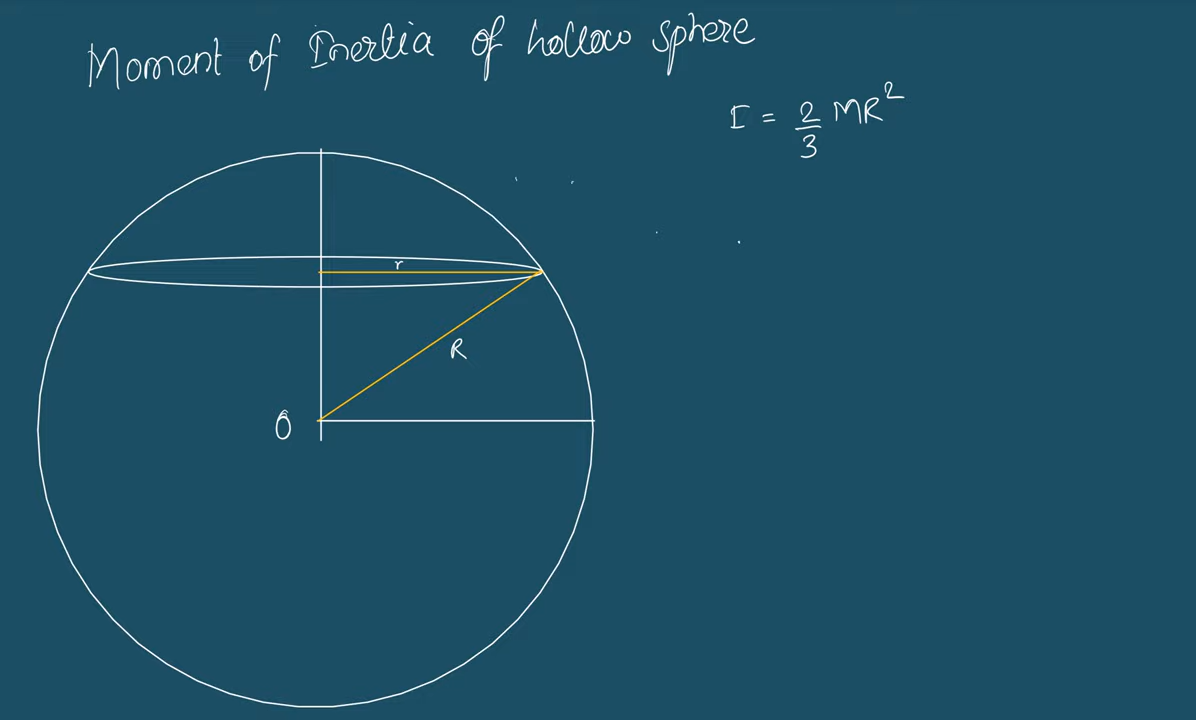 Moment of Inertia of hollow sphere
I = 2/3 MR²
r
R
O